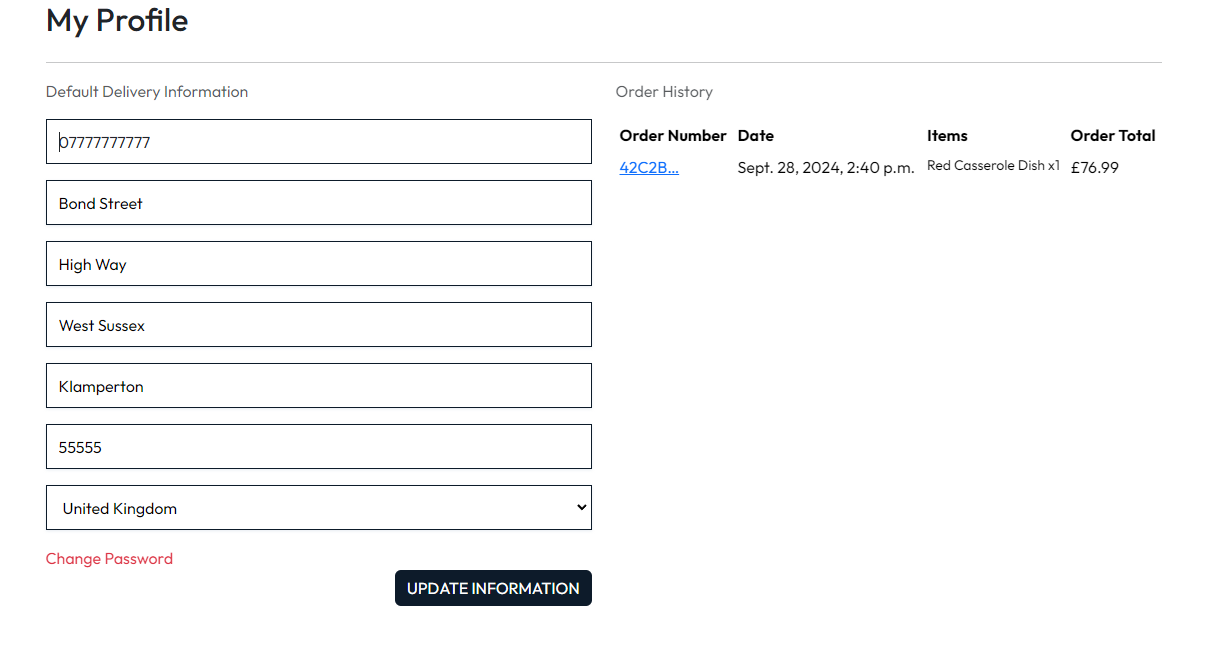 My Profile
Default Delivery Information
07777777777
Bond Street
High Way
West Sussex
Klamperton
55555
United Kingdom
Change Password
UPDATE INFORMATION
Order History
Order Number Date Items Order Total
42C2B... Sept. 28, 2024, 2:40 p.m. Red Casserole Dish x1 £76.99